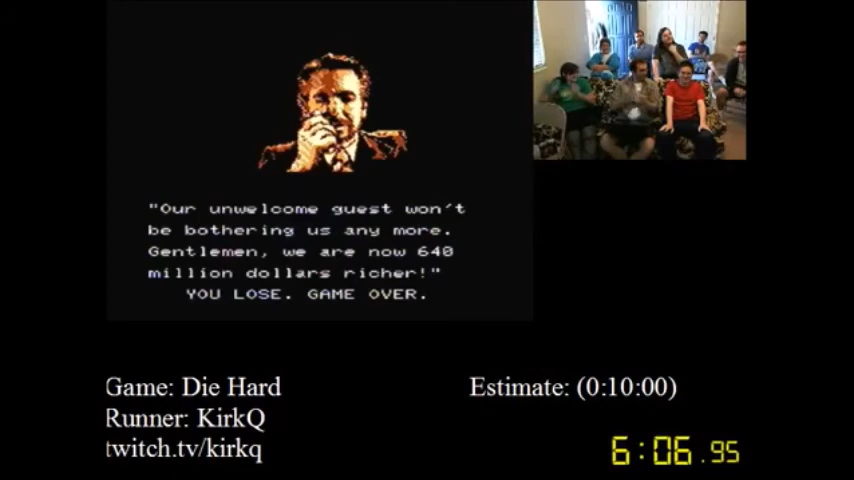 "Our unwelcome guest won't
be bothering us any more.
Gentlemen, we are now 640
million dollars richer!"
YOU LOSE. GAME OVER.
Game: Die Hard
Estimate: (0:10:00)
Runner: KirkQ
twitch.tv/kirkq
6:06.95